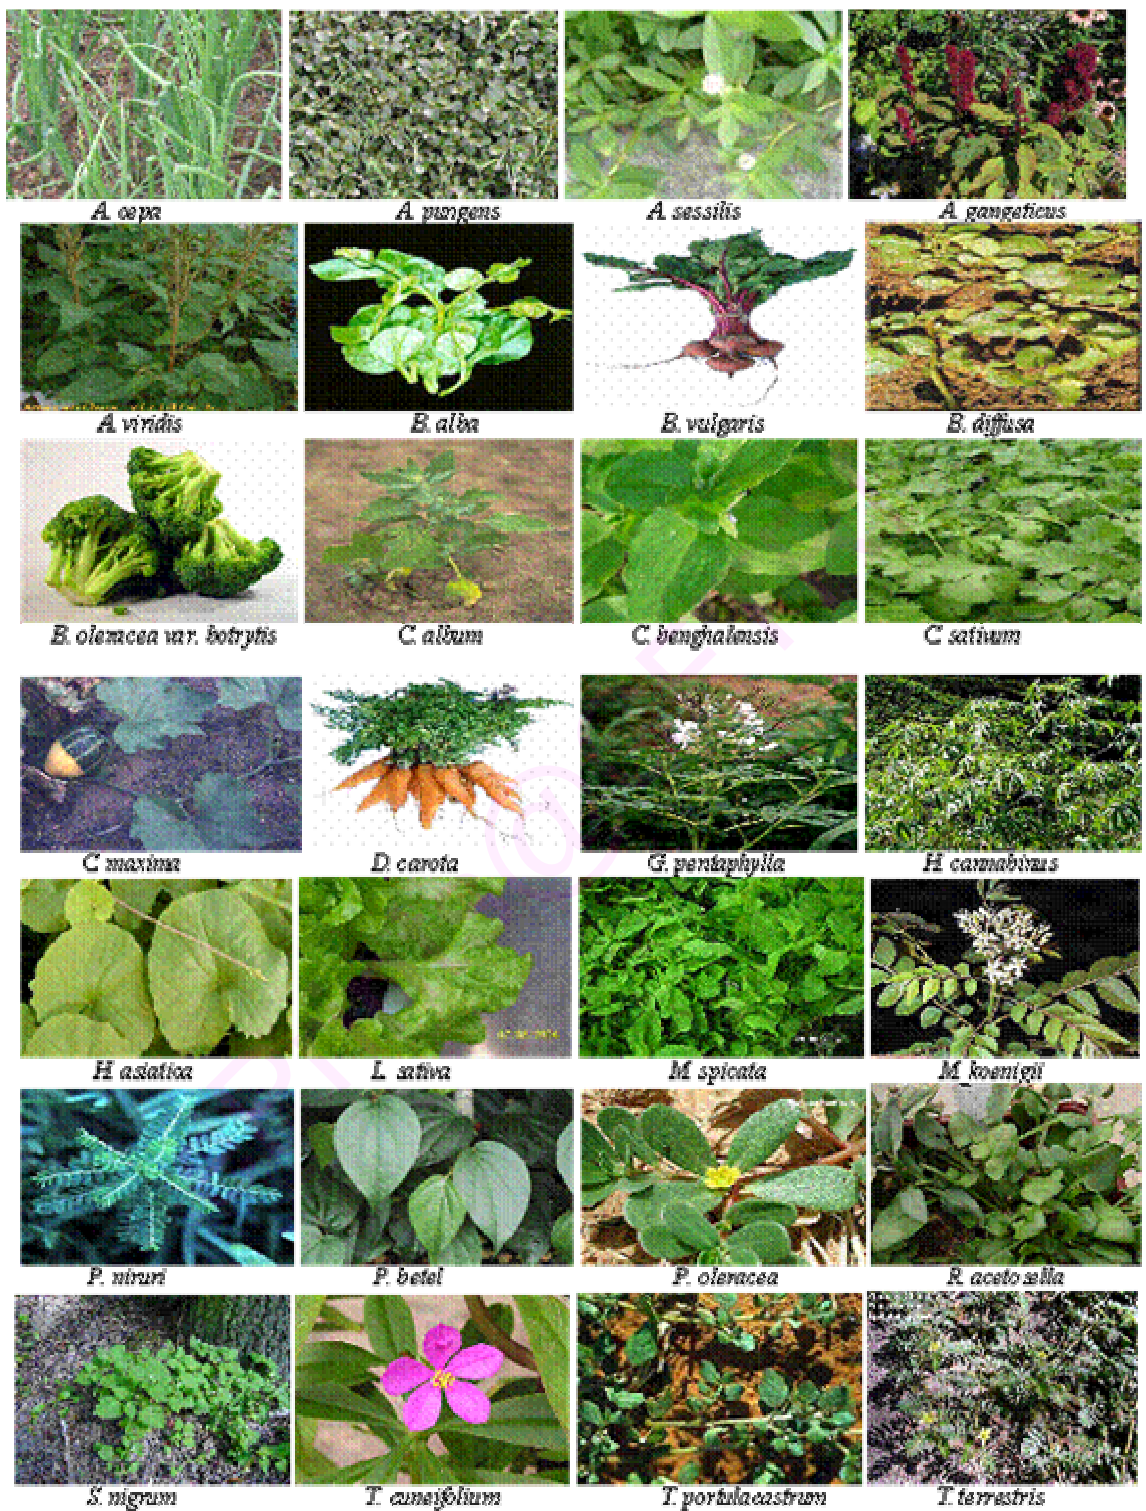 A. cepa
A. pungens
A. sessilis
A. gangeticus
A. viridis
B. alba
B. vulgaris
B. diffusa
B. oleracea var. botrytis
C. album
C. benghalensis
C. sativum
C. maxima
D. carota
G. pentaphylla
H. cannabinus
H. asiatica
L. sativa
M. spicata
M. koenigii
P. niruri
P. betel
P. oleracea
R. acetosella
S. nigrum
T. cuneifolium
T. portulacastrum
T. terrestris